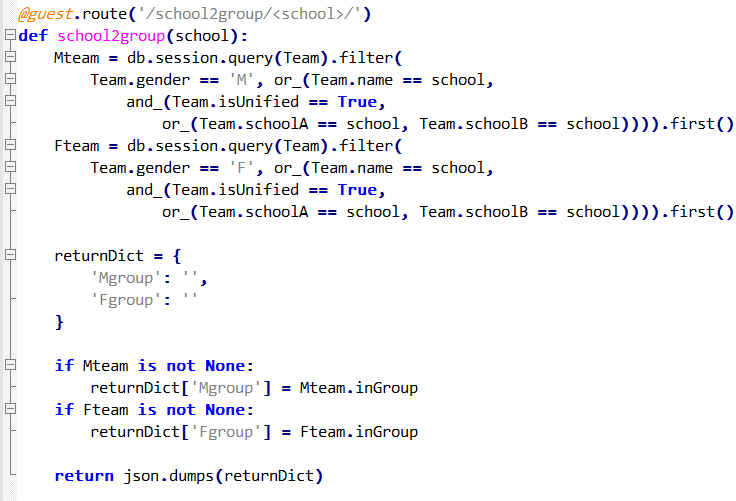 @guest.route('/school2group/<school>/')
def school2group(school):
    Mteam = db.session.query(Team).filter(
        Team.gender == 'M', or_(Team.name == school,
            and_(Team.isUnified == True,
                or_(Team.schoolA == school, Team.schoolB == school)))).first()
    Fteam = db.session.query(Team).filter(
        Team.gender == 'F', or_(Team.name == school,
            and_(Team.isUnified == True,
                or_(Team.schoolA == school, Team.schoolB == school)))).first()
    returnDict = {
        'Mgroup': '',
        'Fgroup': ''
    }
    if Mteam is not None:
        returnDict['Mgroup'] = Mteam.inGroup
    if Fteam is not None:
        returnDict['Fgroup'] = Fteam.inGroup
    return json.dumps(returnDict)